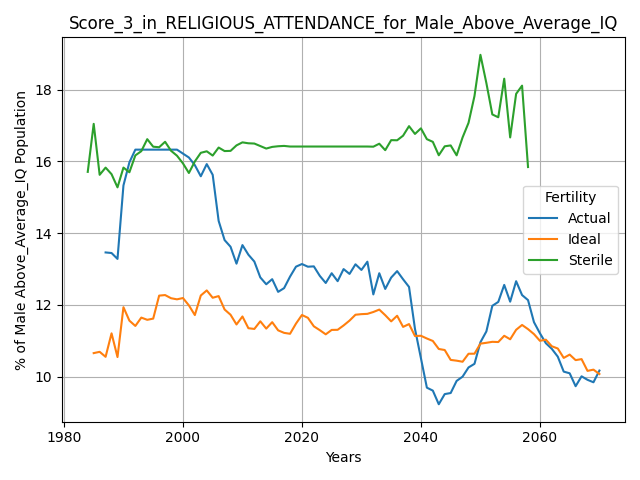 Score_3_in_RELIGIOUS_ATTENDANCE_for_Male_Above_Average_IQ
% of Male Above_Average_IQ Population
18
16
14
12
10
Fertility
Actual
Ideal
Sterile
1980
2000
2020
2040
2060
Years